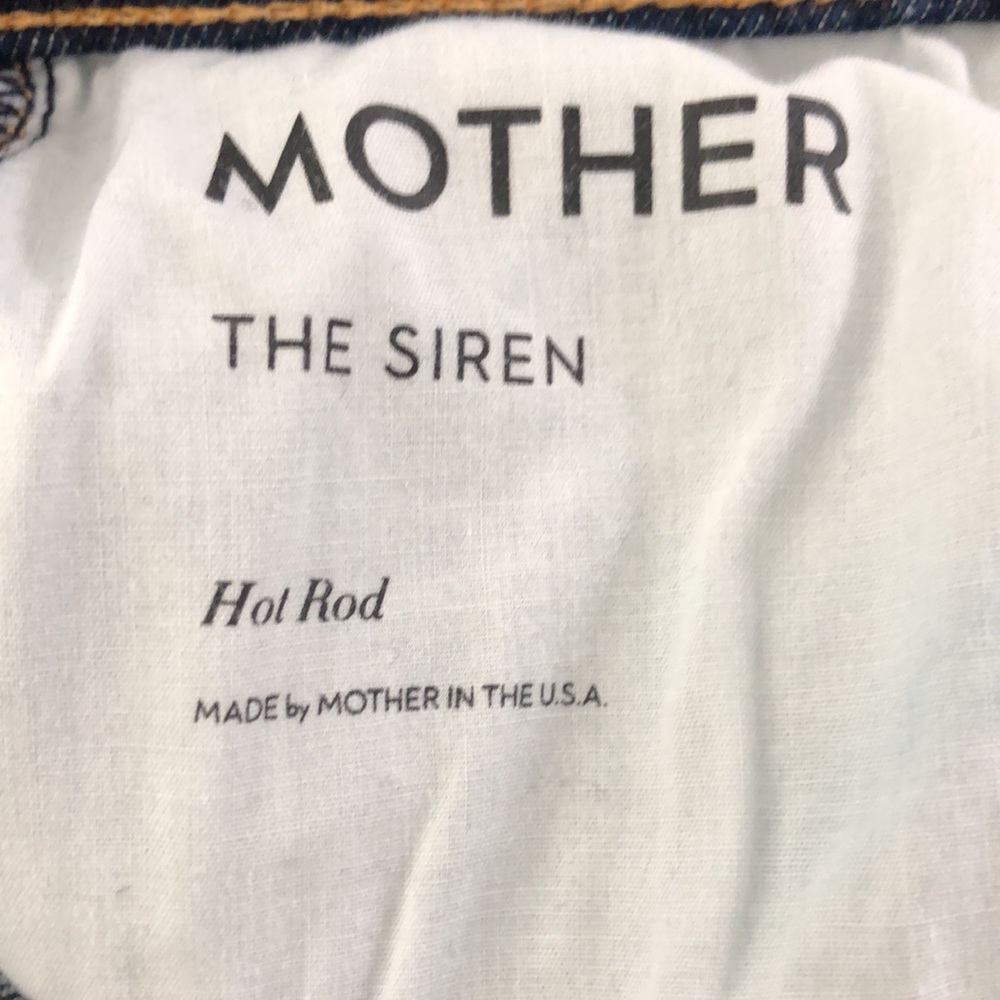 MOTHER
THE SIREN
Hot Rod
MADE by MOTHER IN THE U.S.A.